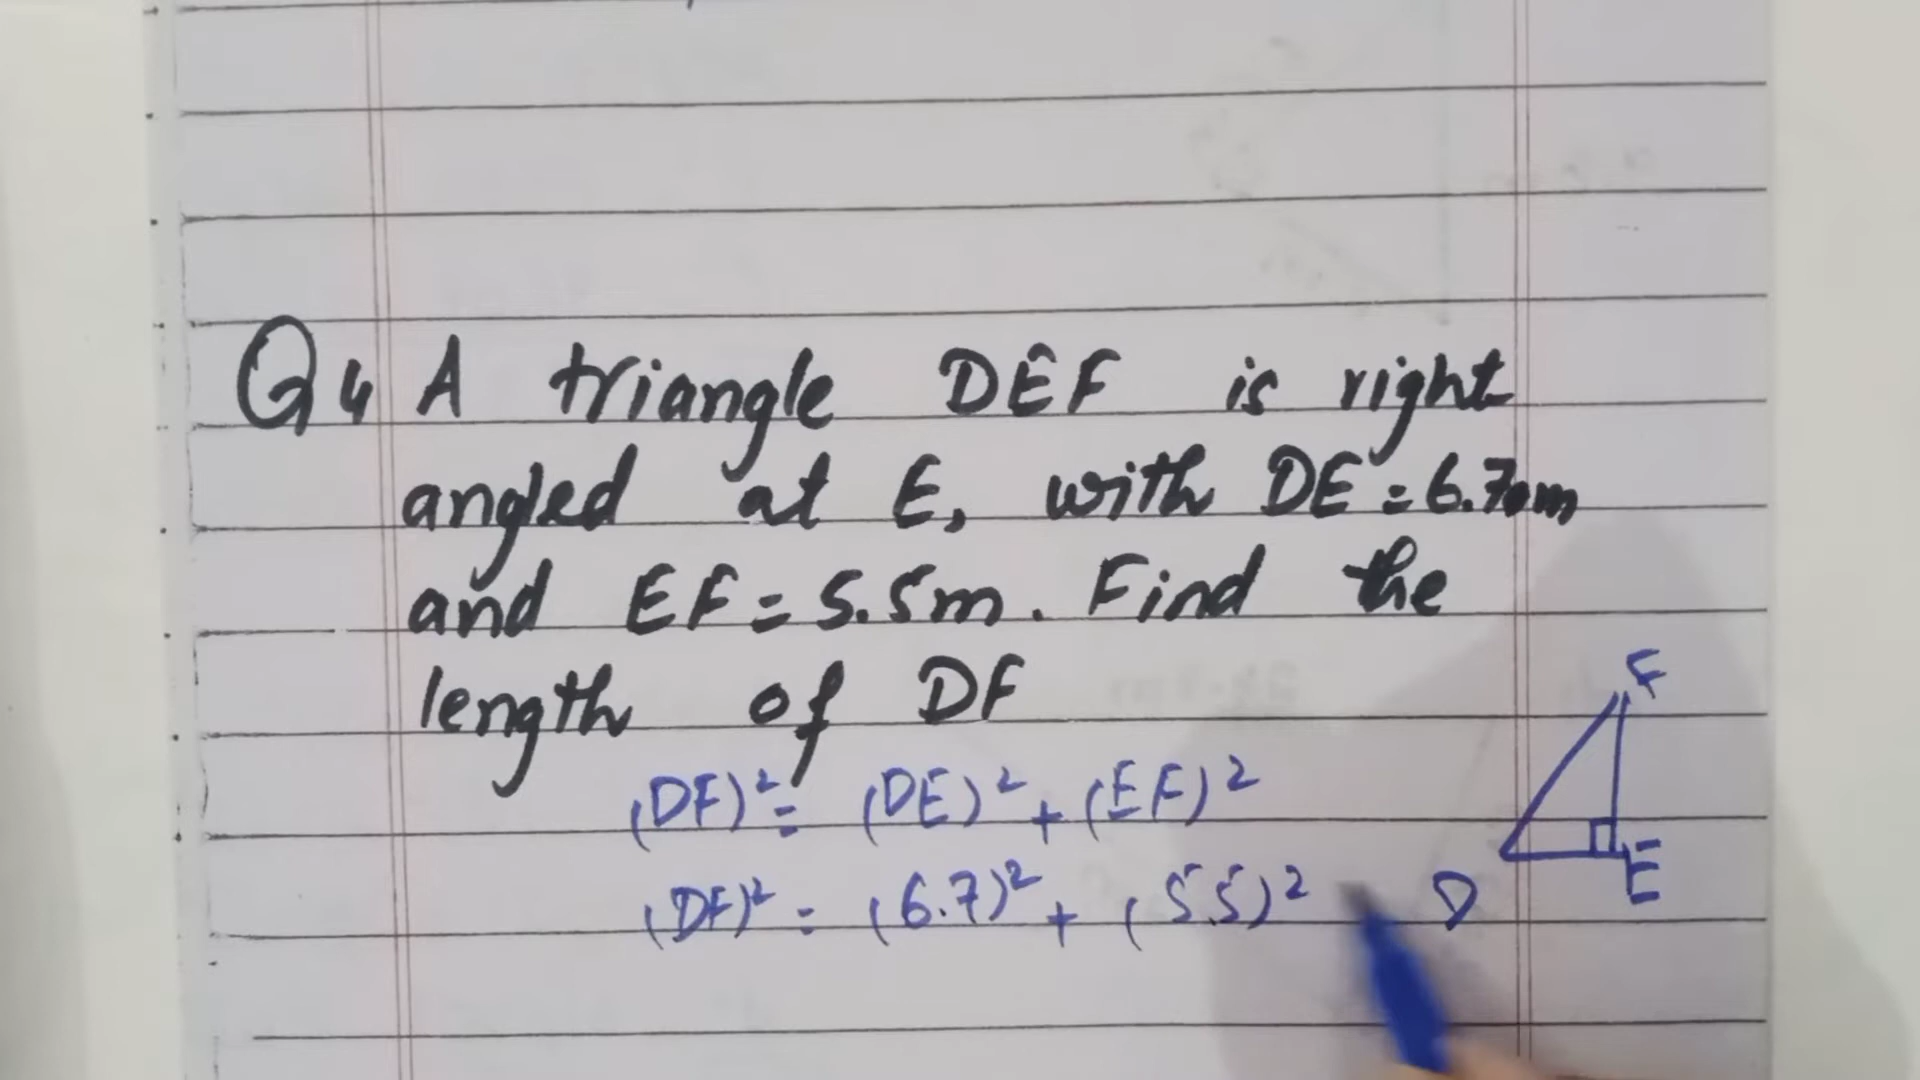 Q4 A triangle DÊF is right
angled at E, with DE = 6.7m
and EF = 5.5m. Find the
length of DF
(DF)² = (DE)² + (EF)²
(DF)² = (6.7)² + (5.5)²
F
E
D